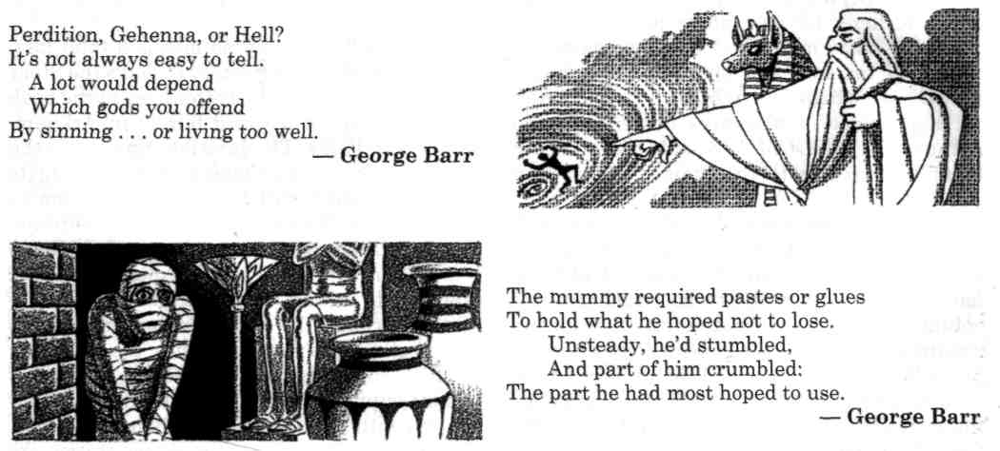 Perdition, Gehenna, or Hell?
It's not always easy to tell.
A lot would depend
Which gods you offend
By sinning . . . or living too well.
— George Barr
The mummy required pastes or glues
To hold what he hoped not to lose.
Unsteady, he'd stumbled,
And part of him crumbled:
The part he had most hoped to use.
— George Barr